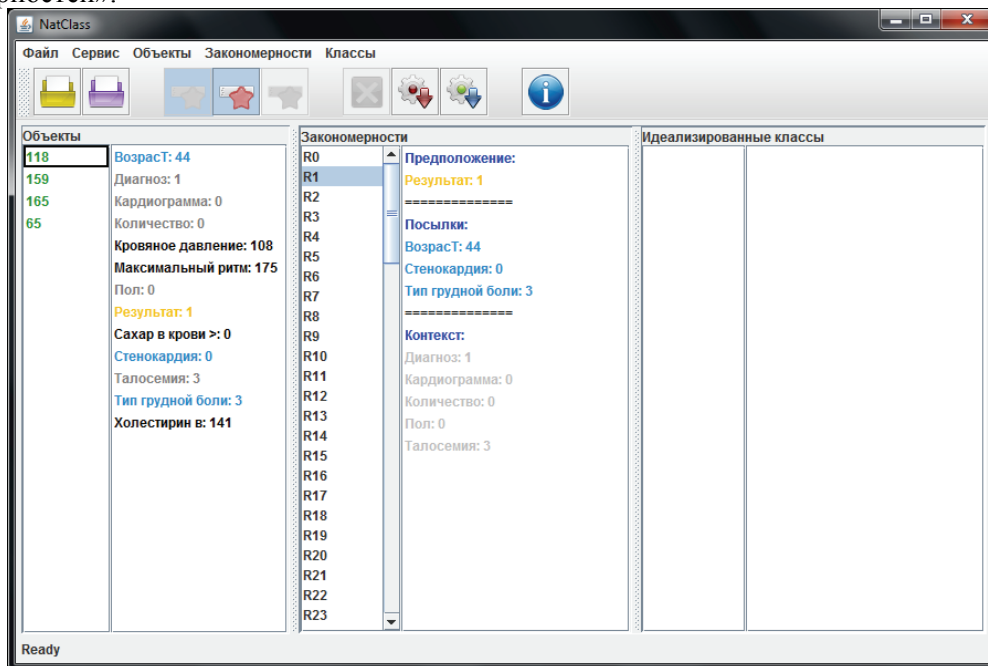 NatClass
Файл Сервис Объекты Закономерности Классы
Объекты
118
159
165
65
ВозрасТ: 44
Диагноз: 1
Кардиограмма: 0
Количество: 0
Кровяное давление: 108
Максимальный ритм: 175
Пол: 0
Результат: 1
Сахар в крови >: 0
Стенокардия: 0
Талосемия: 3
Тип грудной боли: 3
Холестирин в: 141
Закономерности
R0
R1
R2
R3
R4
R5
R6
R7
R8
R9
R10
R11
R12
R13
R14
R15
R16
R17
R18
R19
R20
R21
R22
R23
Предположение:
Результат: 1
==============
Посылки:
ВозрасТ: 44
Стенокардия: 0
Тип грудной боли: 3
==============
Контекст:
Диагноз: 1
Кардиограмма: 0
Количество: 0
Пол: 0
Талосемия: 3
Идеализированные классы
Ready